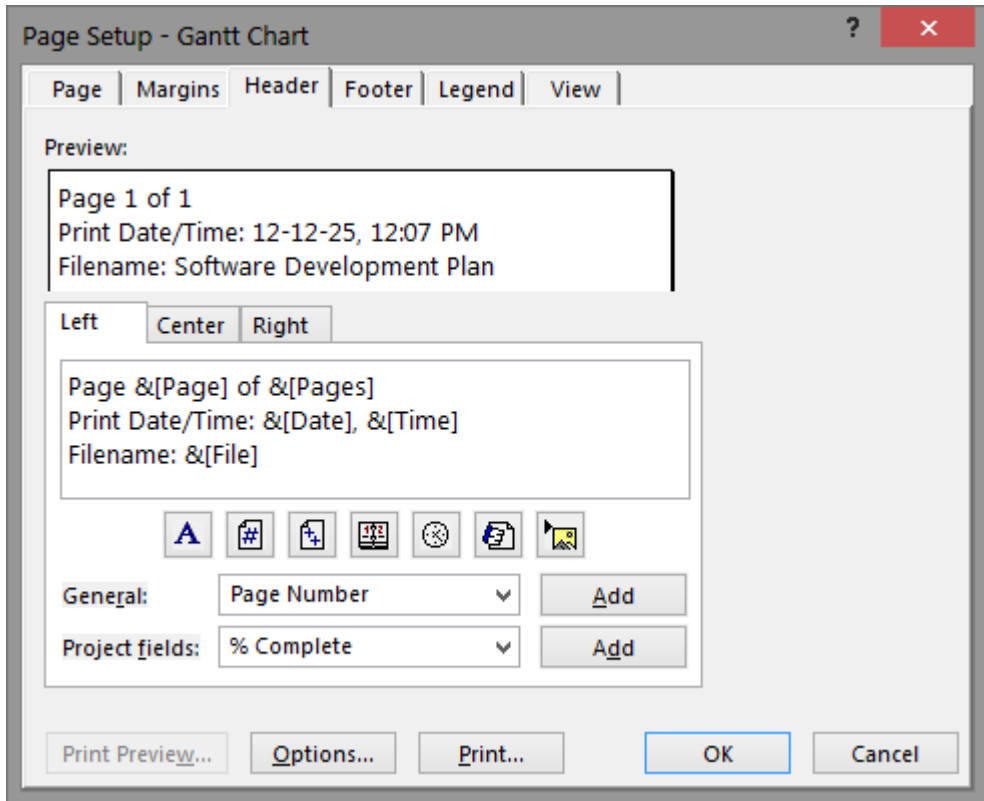 Page Setup - Gantt Chart
?
Page Margins Header Footer Legend View
Preview:
Page 1 of 1
Print Date/Time: 12-12-25, 12:07 PM
Filename: Software Development Plan
Left Center Right
Page &[Page] of &[Pages]
Print Date/Time: &[Date], &[Time]
Filename: &[File]
A
General: Page Number Add
Project fields: % Complete Add
Print Preview... Options... Print... OK Cancel